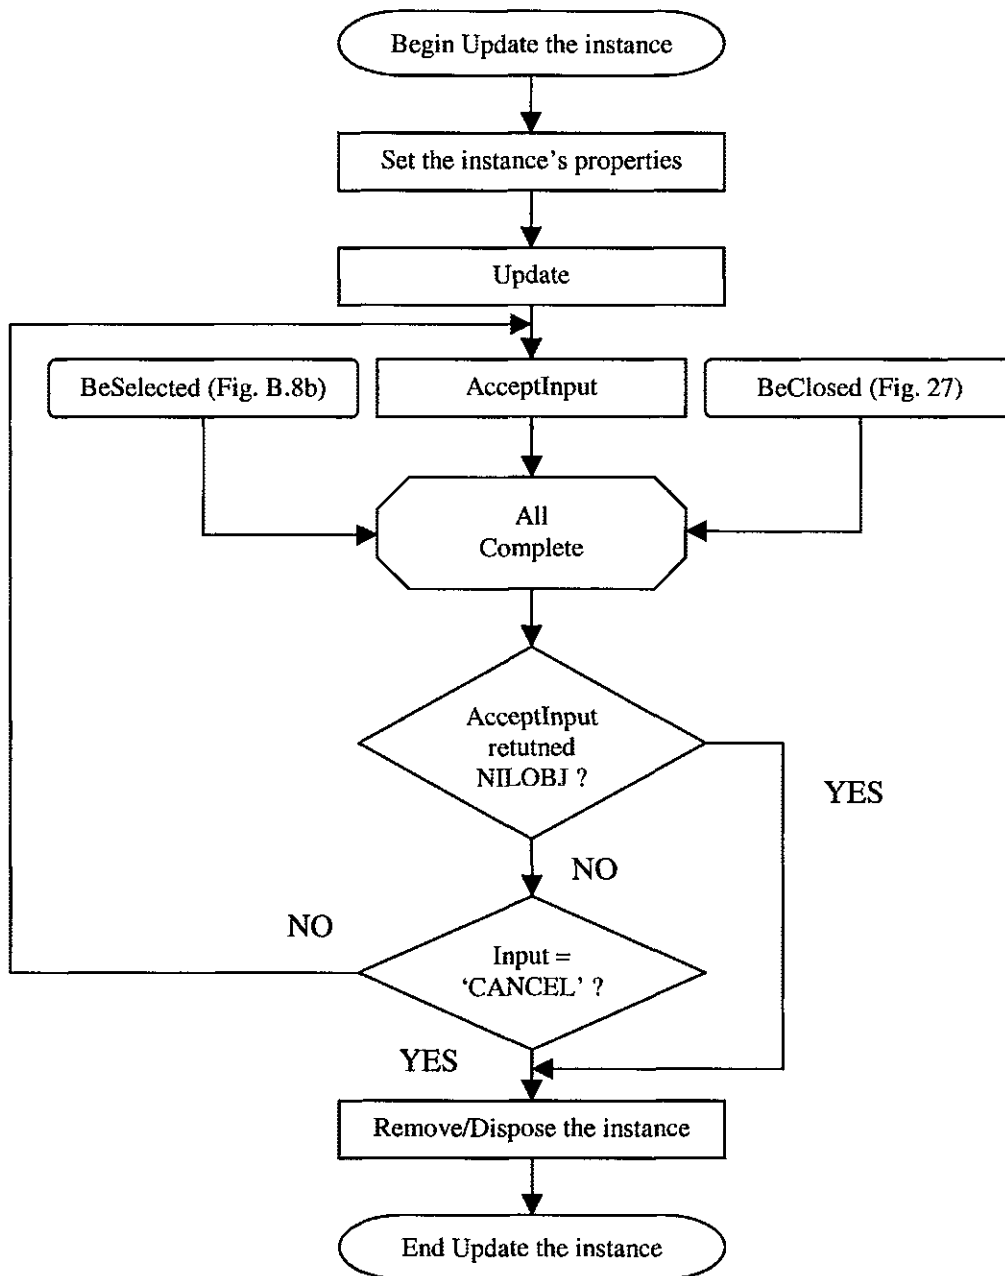 Begin Update the instance
Set the instance's properties
Update
BeSelected (Fig. B.8b)
AcceptInput
BeClosed (Fig. 27)
All
Complete
AcceptInput
retutned
NILOBJ ?
YES
NO
NO
Input =
‘CANCEL’ ?
YES
Remove/Dispose the instance
End Update the instance